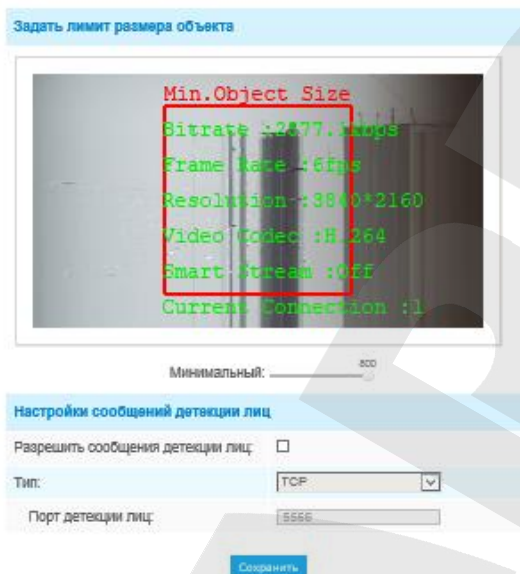 Задать лимит размера объекта
Min.Object Size
Bitrate :2877.1kbps
Frame Rate :6fps
Resolution :3840*2160
Video Codec :H.264
Smart Stream :Off
Current Connection :1
Минимальный:
800
Настройки сообщений детекции лиц
Разрешить сообщения детекции лиц:
Тип:
TCP
Порт детекции лиц:
5555
Сохранить